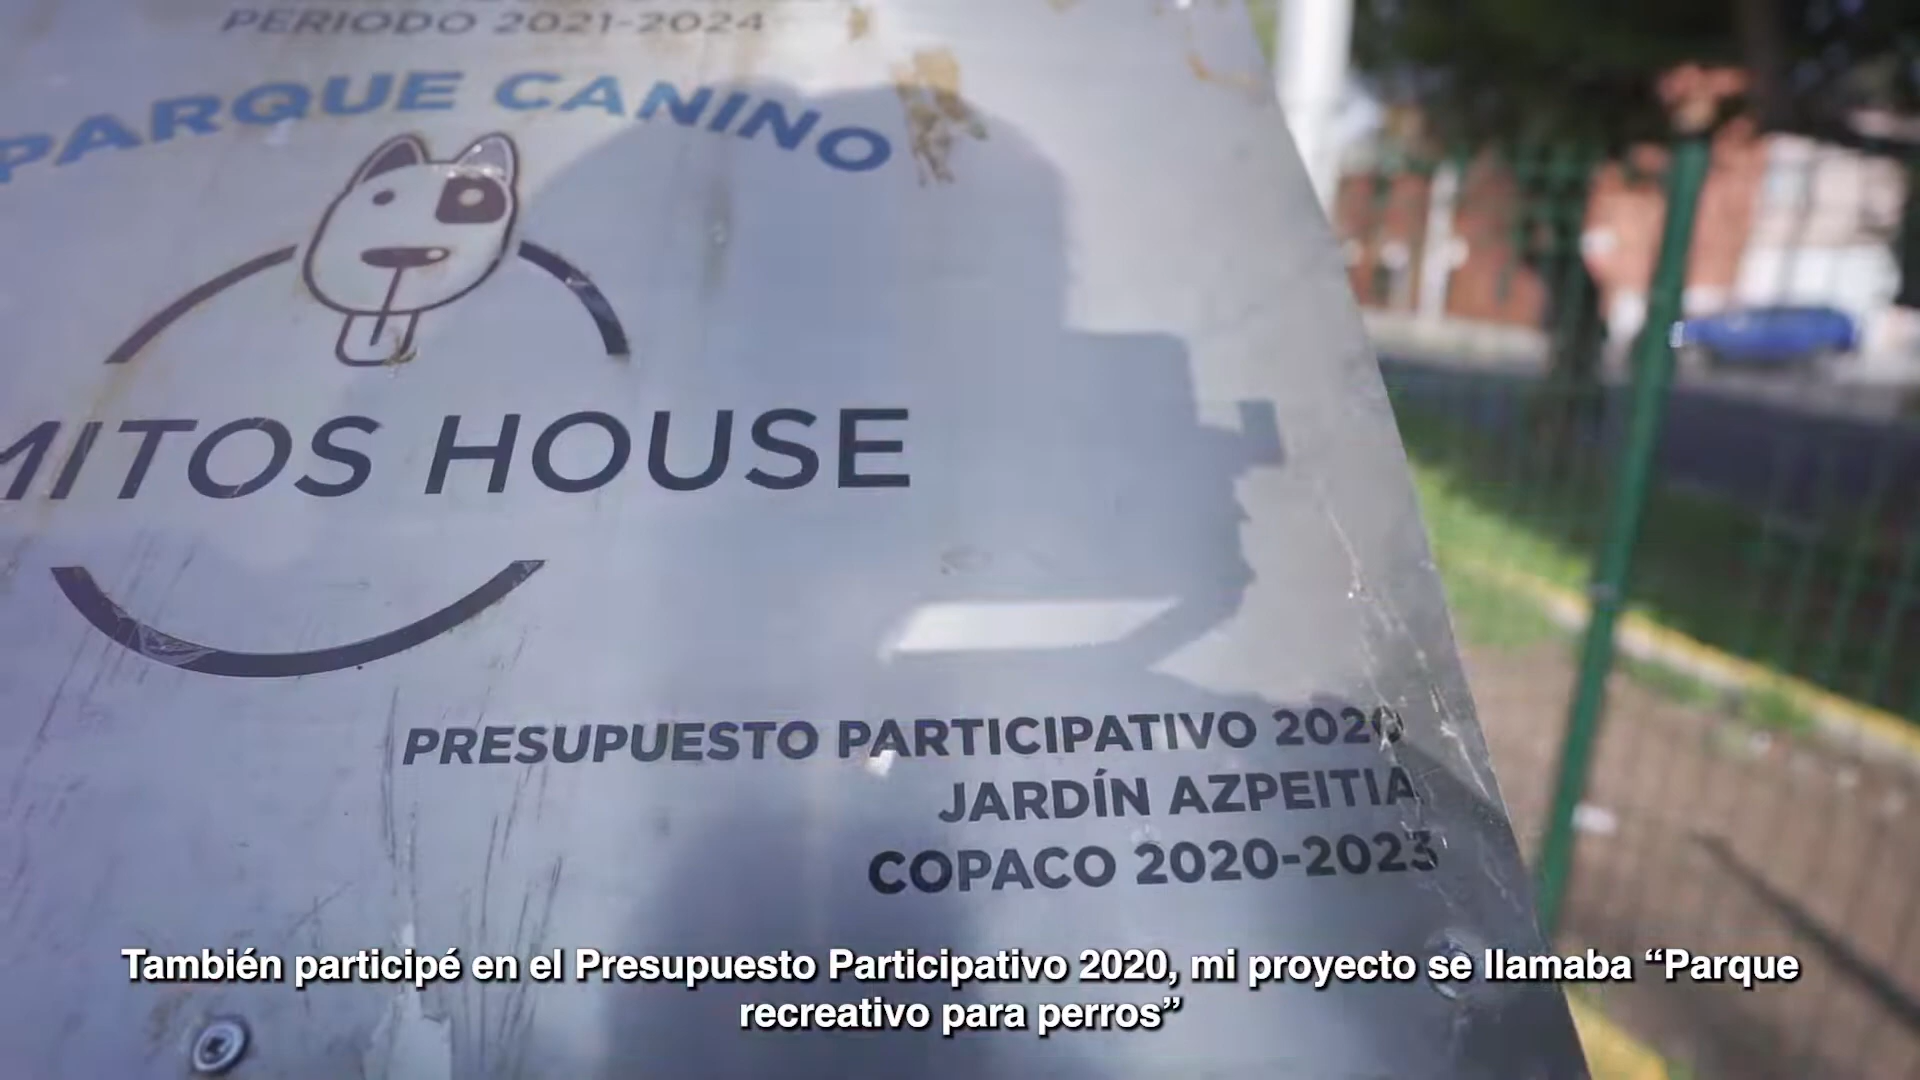 PERIODO 2021-2024
PARQUE CANINO
MITOS HOUSE
PRESUPUESTO PARTICIPATIVO 2020
JARDÍN AZPEITIA
COPACO 2020-2023
También participé en el Presupuesto Participativo 2020, mi proyecto se llamaba “Parque
recreativo para perros”